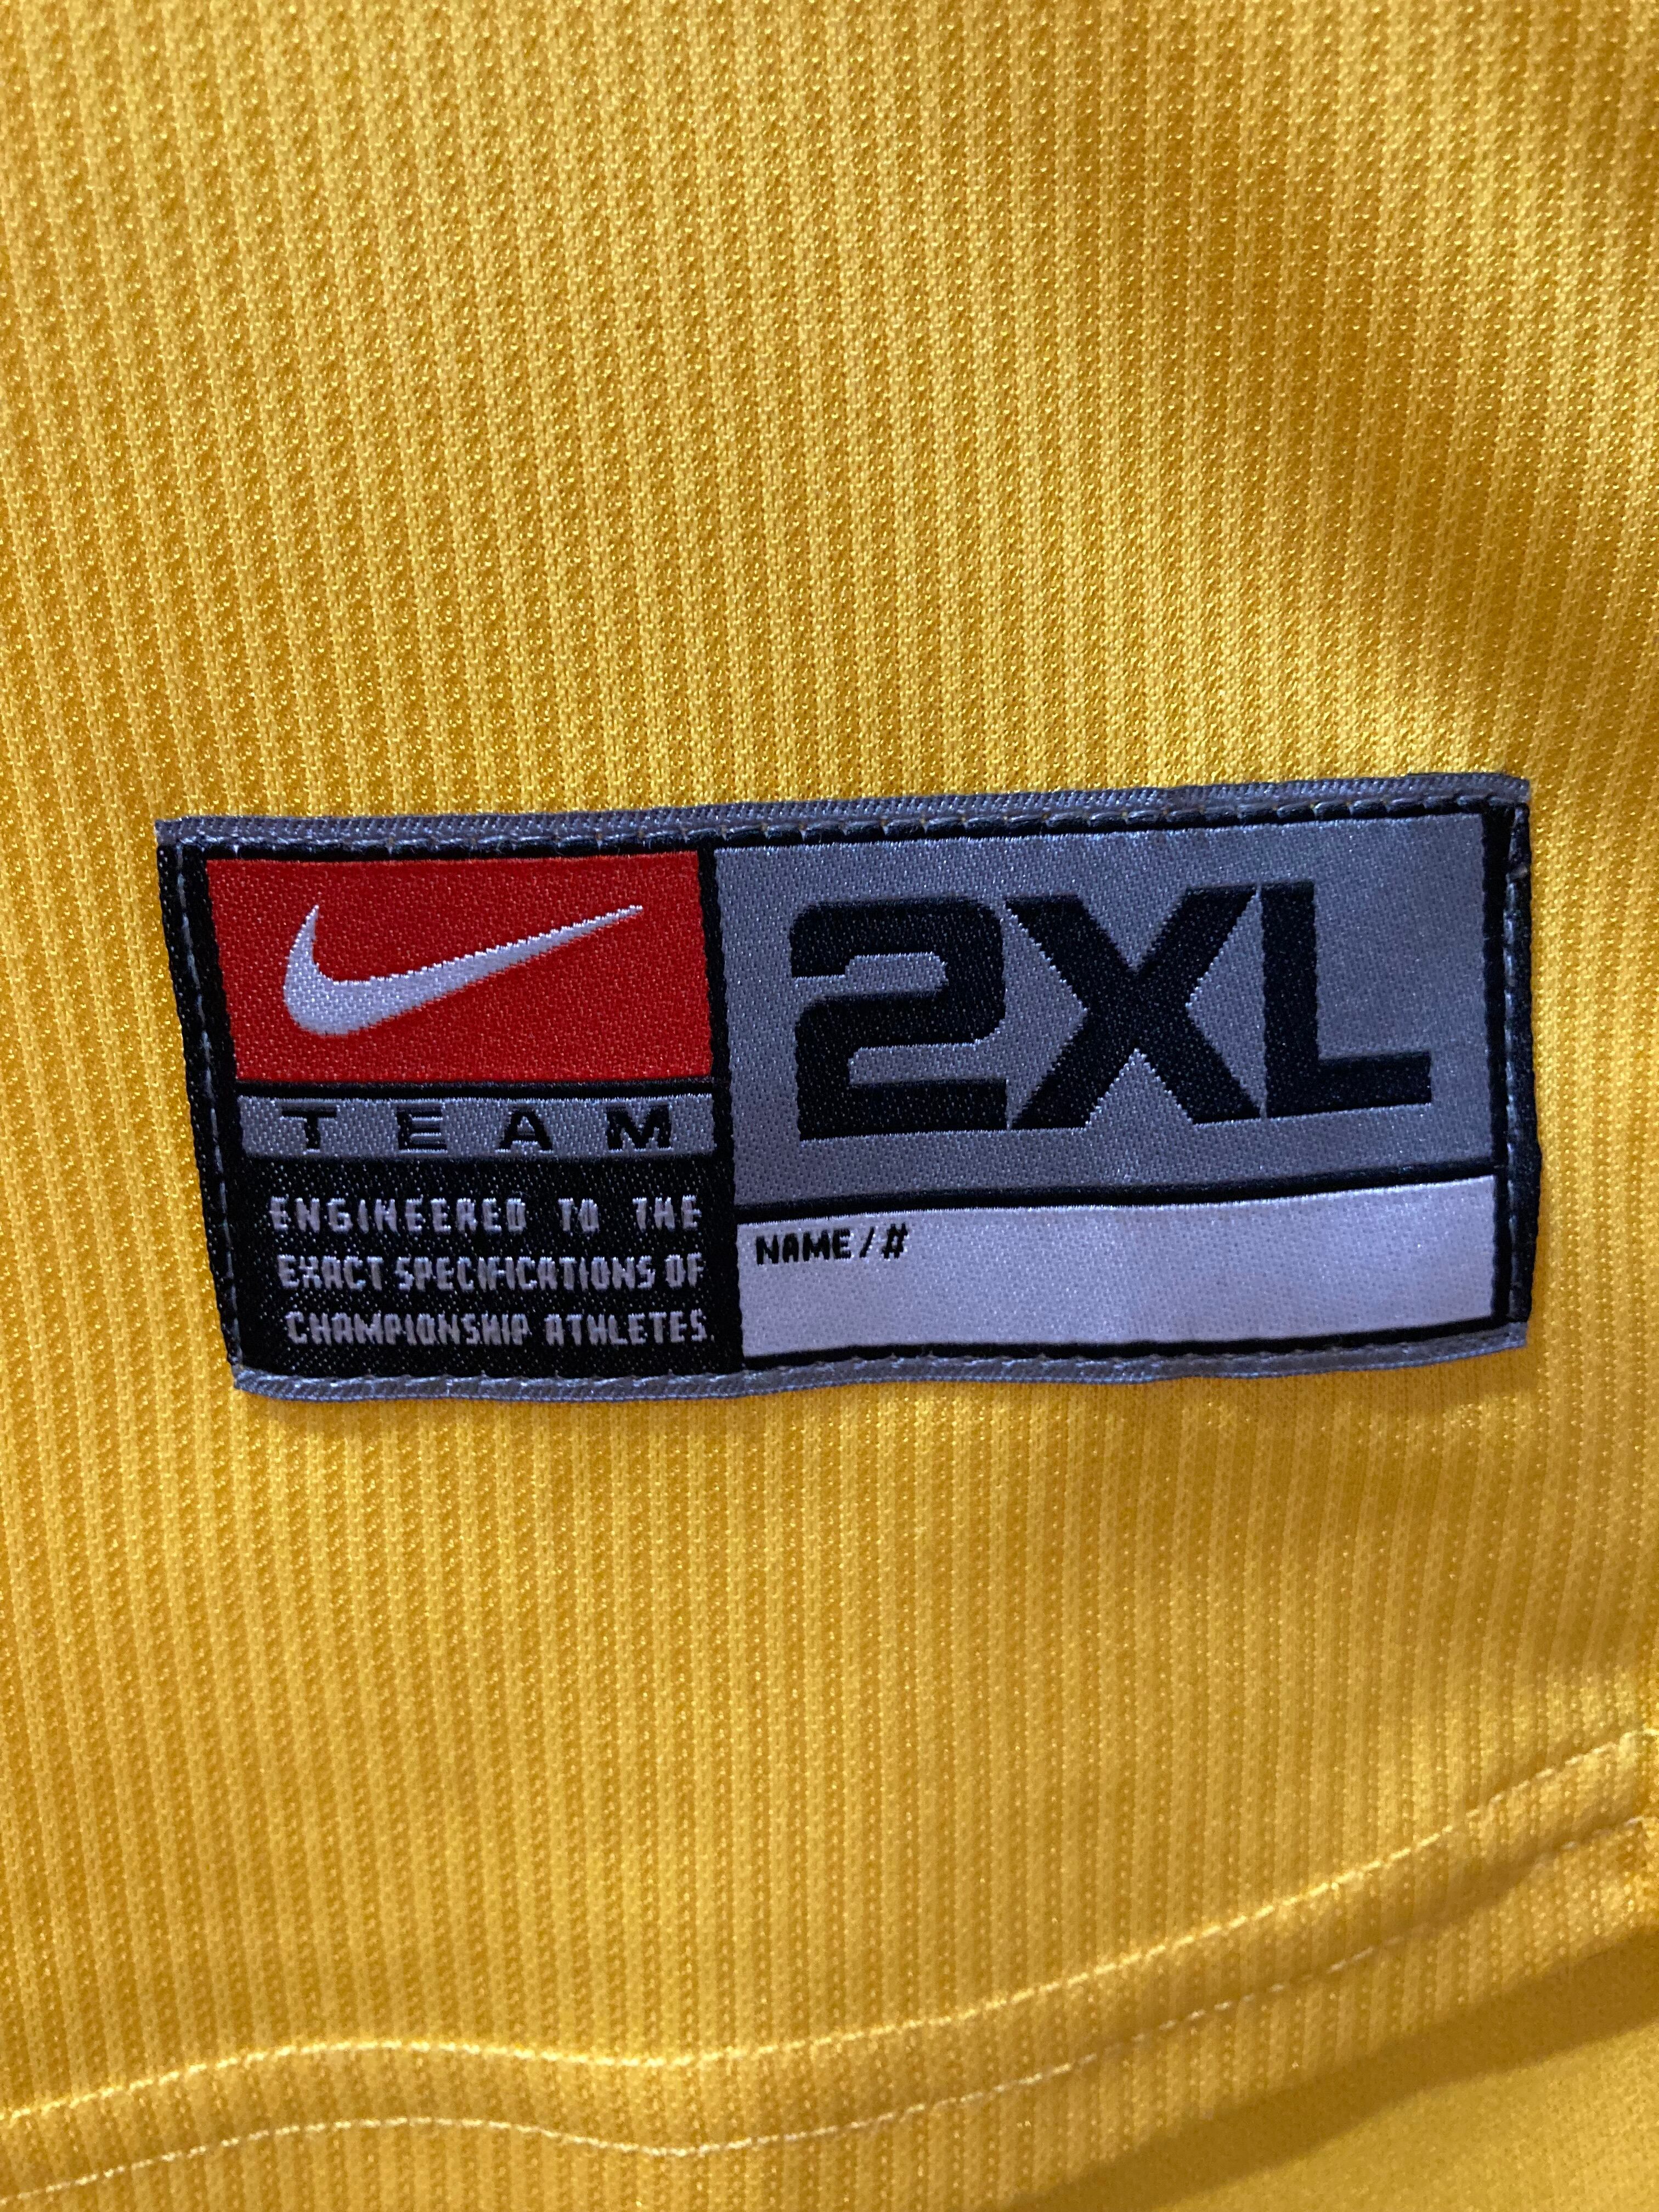 2XL
TEAM
ENGINEERED TO THE
EXACT SPECIFICATIONS OF
CHAMPIONSHIP ATHLETES.
NAME / #